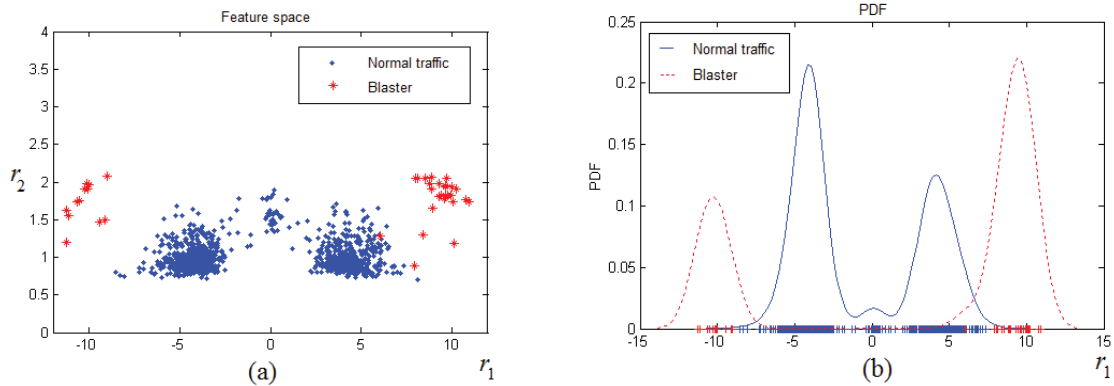 Feature space
4
3.5
3
2.5
2
1.5
1
0.5
0
r2
-10 -5 0 5 10
r1
Normal traffic
Blaster
(a)
PDF
0.25
0.2
0.15
0.1
0.05
0
PDF
-15 -10 -5 0 5 10 15
r1
Normal traffic
Blaster
(b)